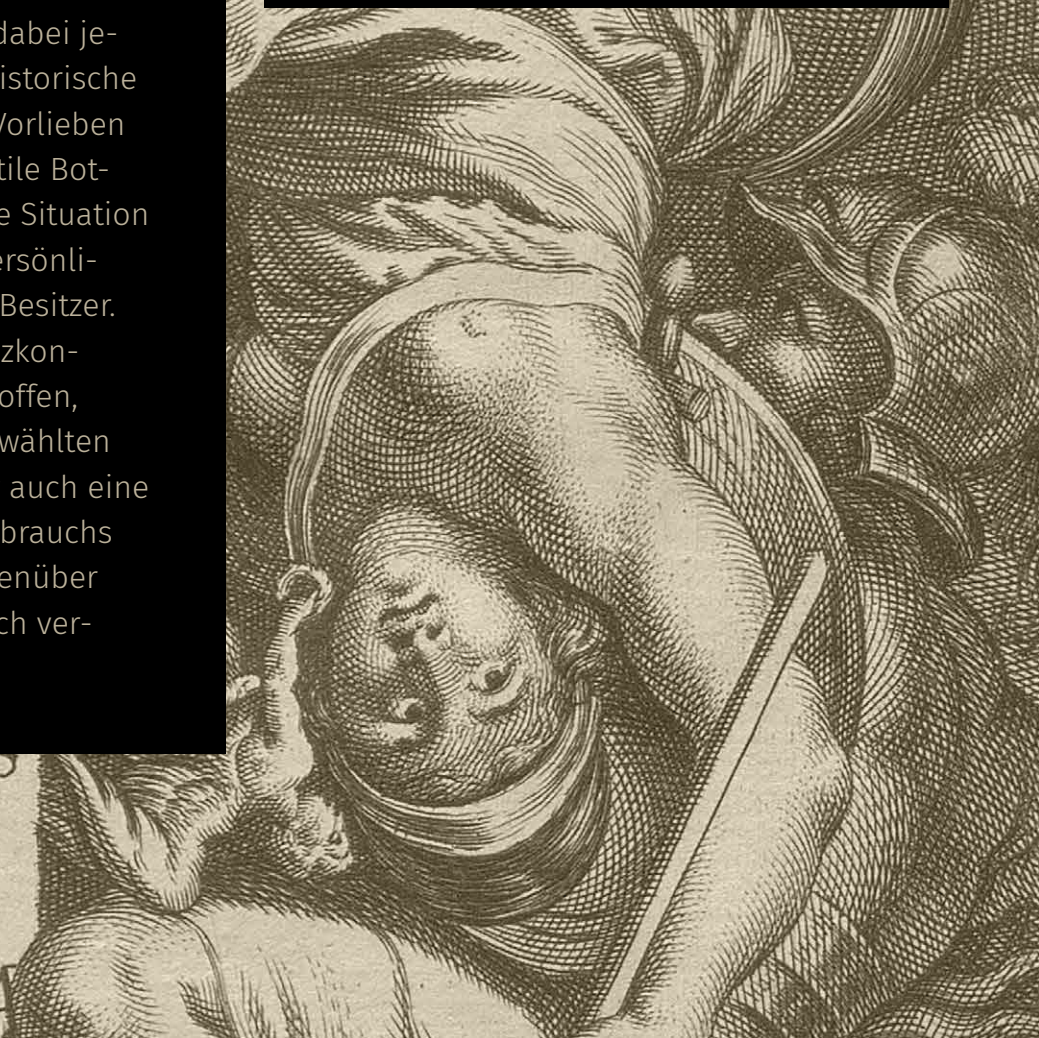 dabei je-
istorische
Vorlieben
tile Bot-
e Situation
ersönli-
Besitzer.
zkon-
offen,
wählten
auch eine
brauchs
enüber
ch ver-